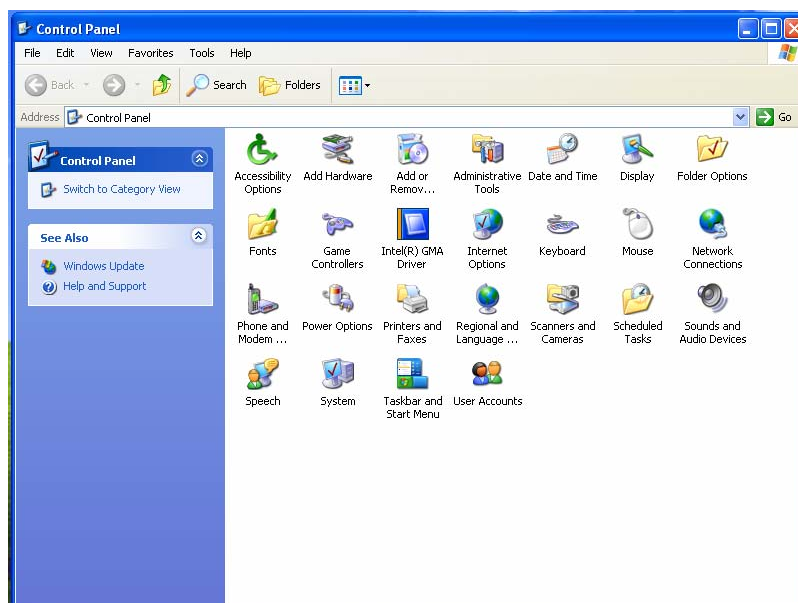 Control Panel
File Edit View Favorites Tools Help
Back Search Folders
Address Control Panel Go
Control Panel
Switch to Category View
See Also
Windows Update
Help and Support
Accessibility Options
Add Hardware
Add or Remov...
Administrative Tools
Date and Time
Display
Folder Options
Fonts
Game Controllers
Intel(R) GMA Driver
Internet Options
Keyboard
Mouse
Network Connections
Phone and Modem ...
Power Options
Printers and Faxes
Regional and Language ...
Scanners and Cameras
Scheduled Tasks
Sounds and Audio Devices
Speech
System
Taskbar and Start Menu
User Accounts